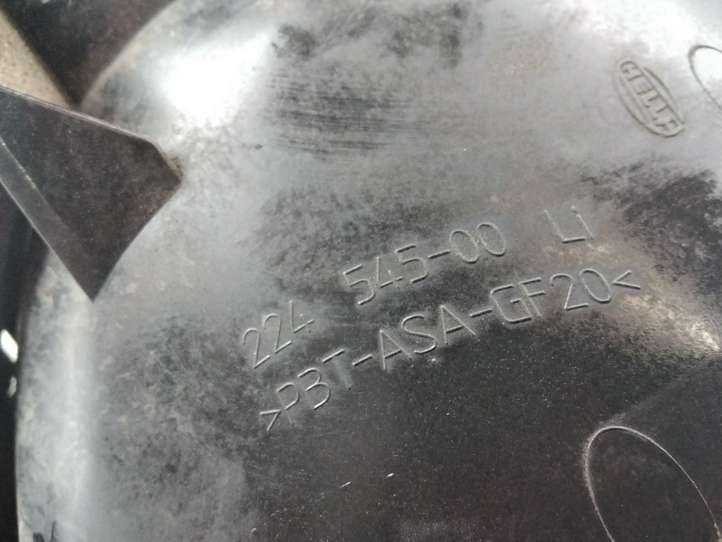 HELLA
224 545-00 Li
>PBT-ASA-GF20<